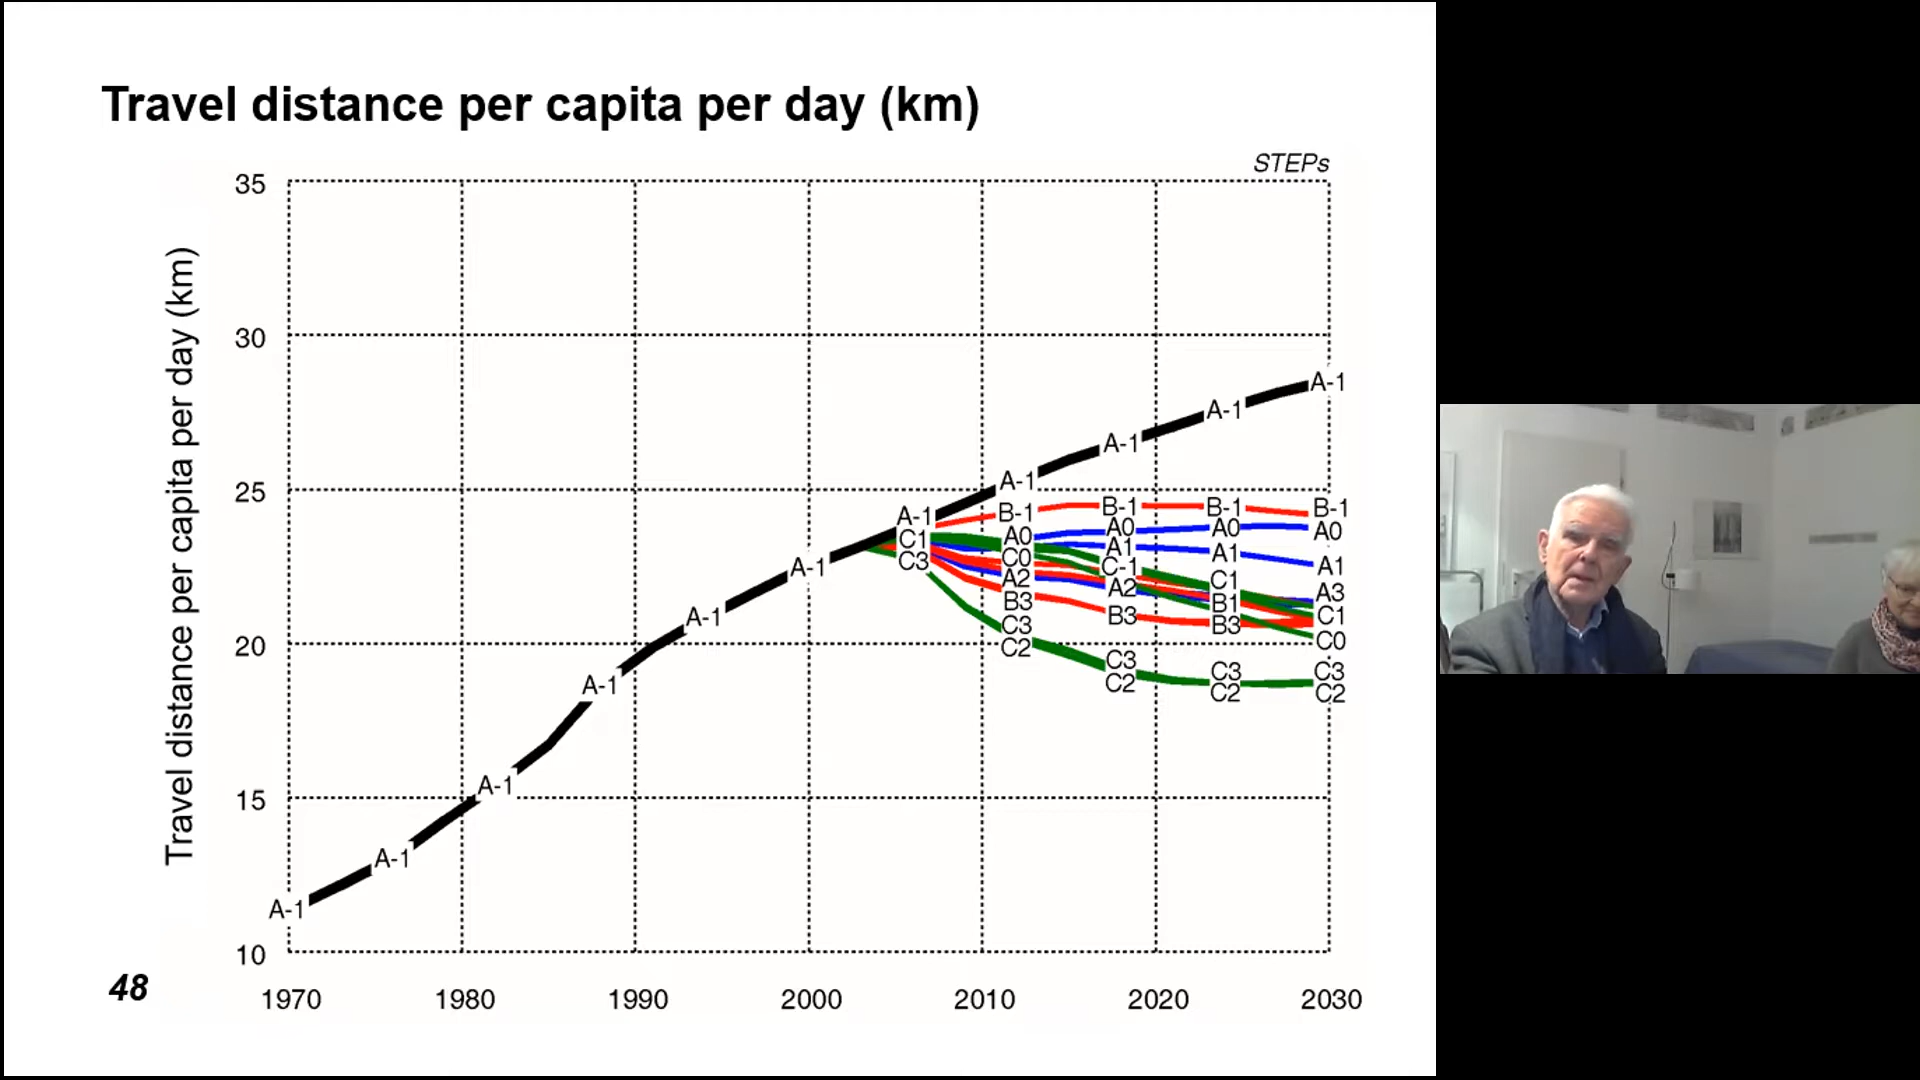 Travel distance per capita per day (km)
STEPs
Travel distance per capita per day (km)
35
30
25
20
15
10
A-1
A-1
A-1
A-1
A-1
A-1
A-1
C1
C3
A-1
B-1
A0
C0
A2
B3
C3
C2
A-1
B-1
A0
A1
C-1
A2
B3
C3
C2
A-1
B-1
A0
A1
C1
B1
B3
C3
C2
A-1
B-1
A0
A1
A3
C1
C0
C3
C2
1970 1980 1990 2000 2010 2020 2030
48